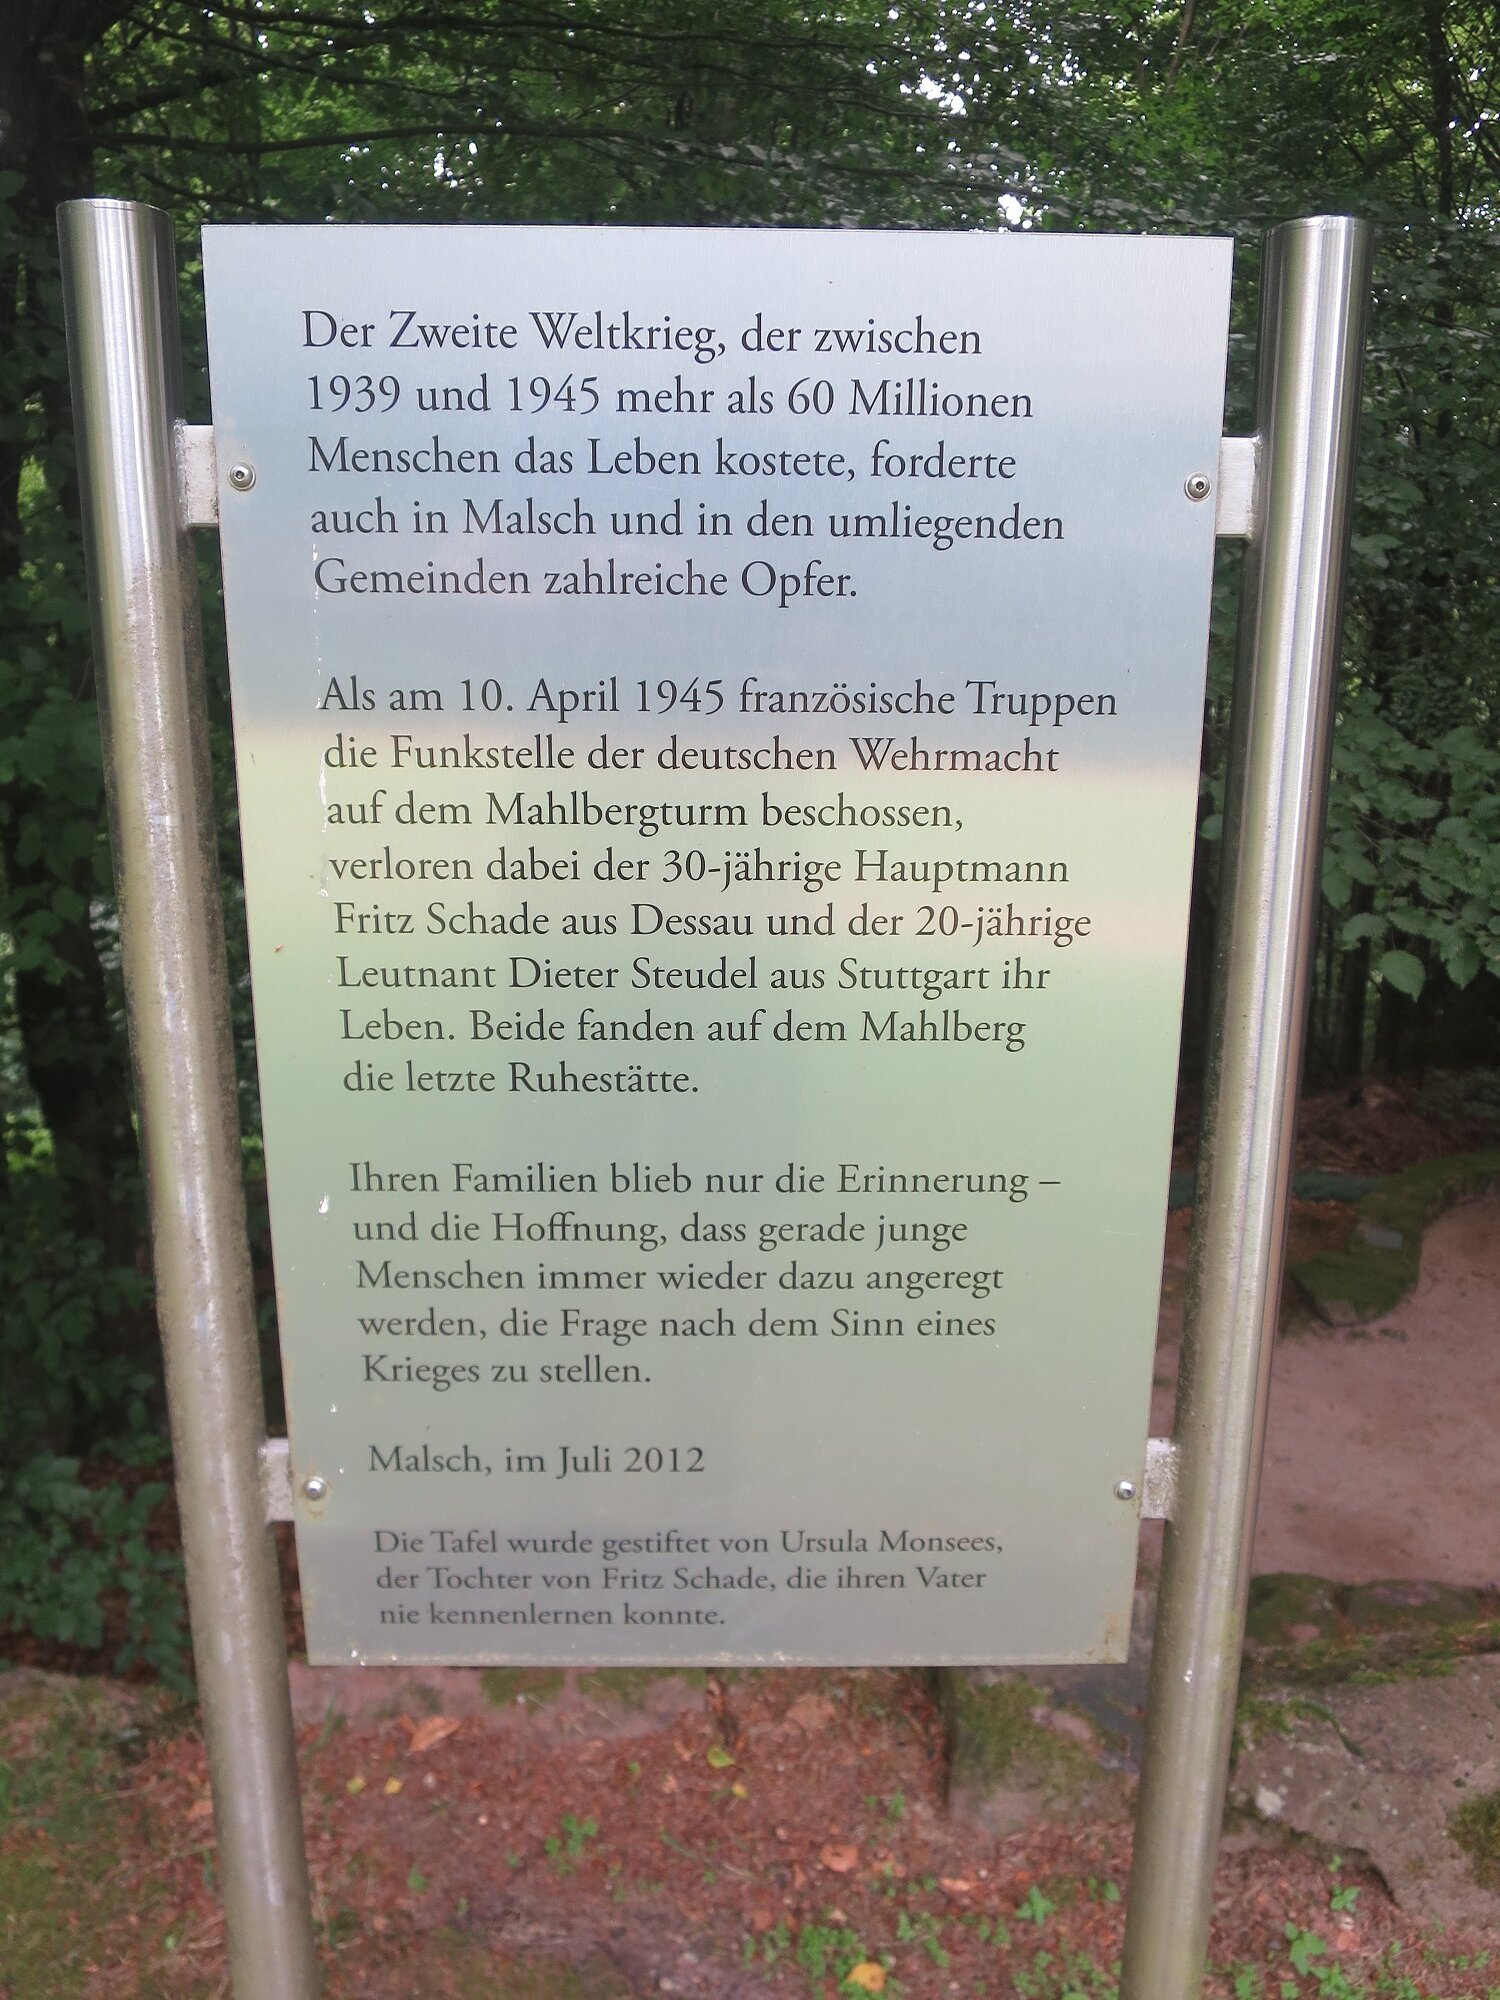 Der Zweite Weltkrieg, der zwischen
1939 und 1945 mehr als 60 Millionen
Menschen das Leben kostete, forderte
auch in Malsch und in den umliegenden
Gemeinden zahlreiche Opfer.
Als am 10. April 1945 französische Truppen
die Funkstelle der deutschen Wehrmacht
auf dem Mahlbergturm beschossen,
verloren dabei der 30-jährige Hauptmann
Fritz Schade aus Dessau und der 20-jährige
Leutnant Dieter Steudel aus Stuttgart ihr
Leben. Beide fanden auf dem Mahlberg
die letzte Ruhestätte.
Ihren Familien blieb nur die Erinnerung –
und die Hoffnung, dass gerade junge
Menschen immer wieder dazu angeregt
werden, die Frage nach dem Sinn eines
Krieges zu stellen.
Malsch, im Juli 2012
Die Tafel wurde gestiftet von Ursula Monsees,
der Tochter von Fritz Schade, die ihren Vater
nie kennenlernen konnte.